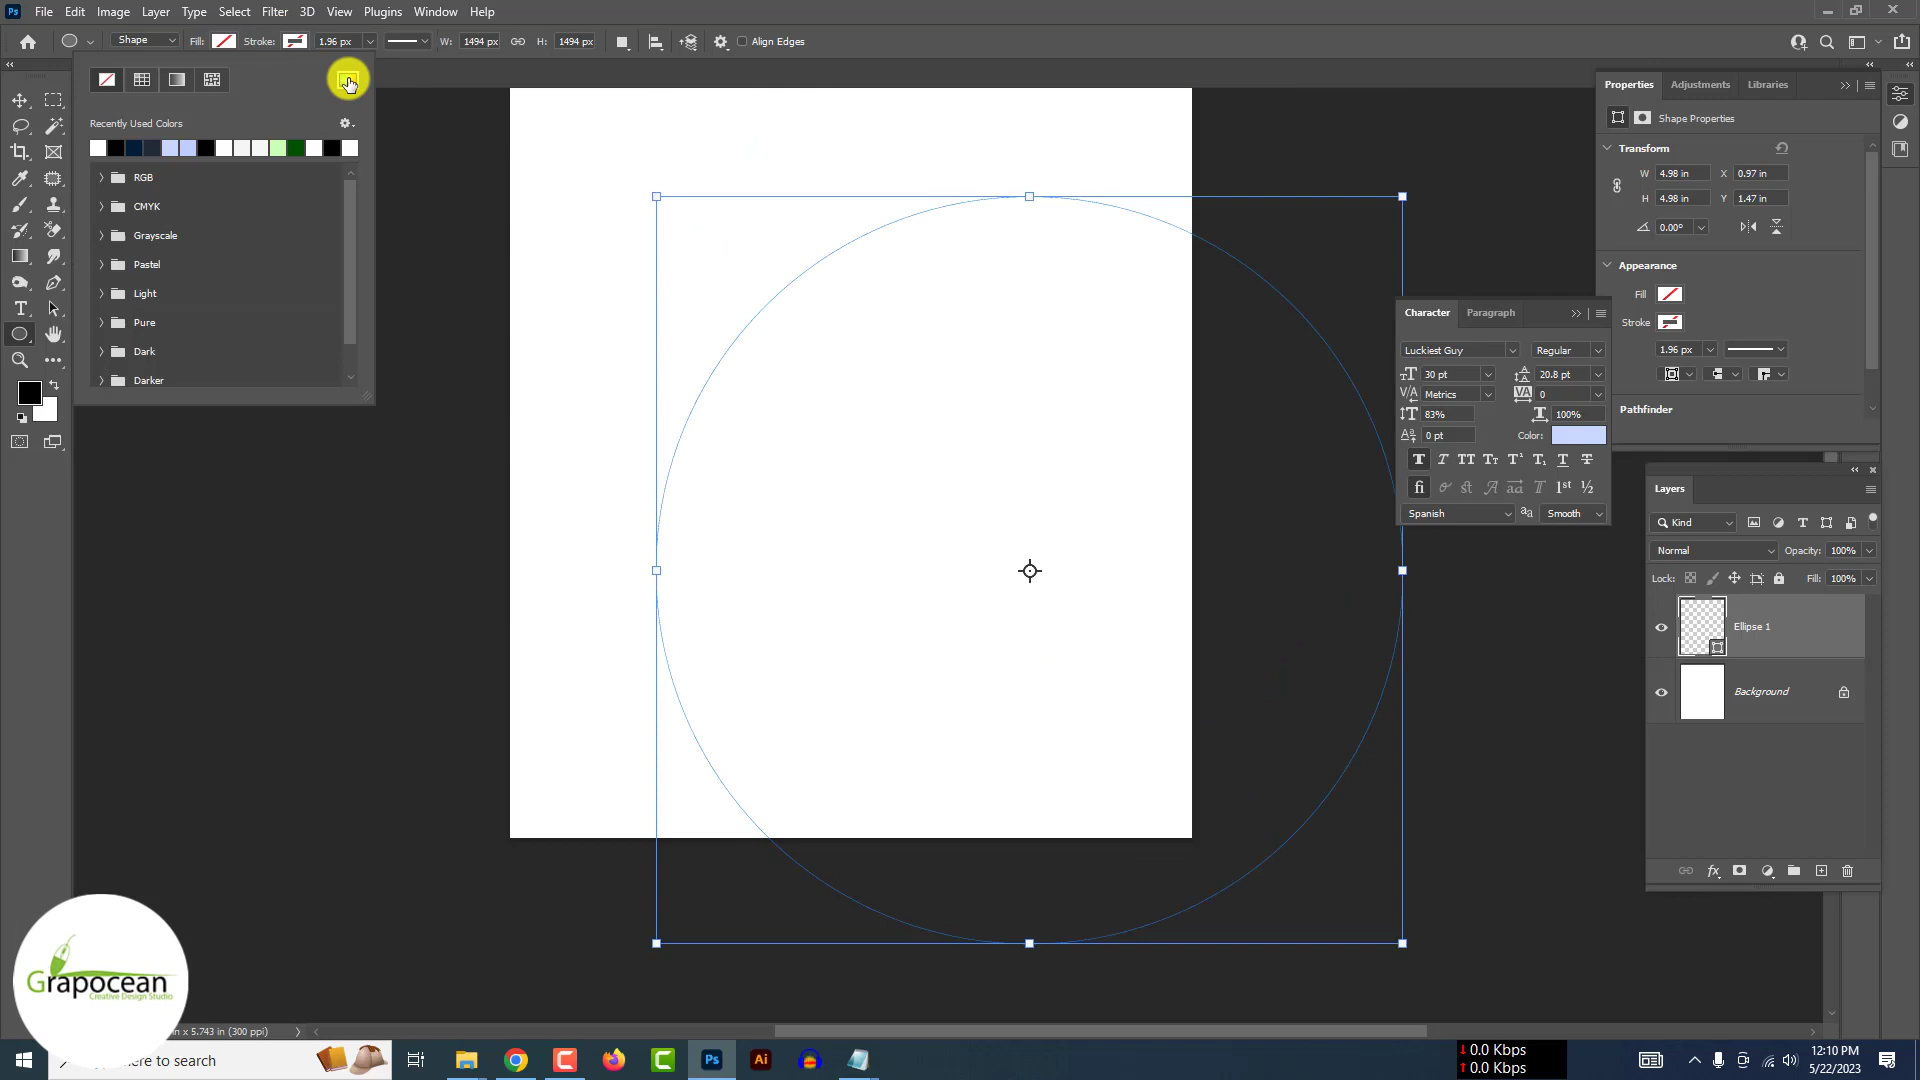 Ps File Edit Image Layer Type Select Filter 3D View Plugins Window Help
Shape Fill: Stroke: 1.96 px W: 1494 px H: 1494 px Align Edges
Recently Used Colors
RGB
CMYK
Grayscale
Pastel
Light
Pure
Dark
Darker
Properties Adjustments Libraries
Shape Properties
Transform
W 4.98 in X 0.97 in
H 4.98 in Y 1.47 in
0.00°
Appearance
Fill
Stroke
1.96 px
Pathfinder
Character Paragraph
Luckiest Guy Regular
30 pt 20.8 pt
Metrics 0
83% 100%
0 pt Color:
Spanish aa Smooth
Layers
Kind
Normal Opacity: 100%
Lock: Fill: 100%
Ellipse 1
Background
Grapocean
Creative Design Studio
in x 5.743 in (300 ppi)
here to search
Ps Ai
0.0 Kbps
0.0 Kbps
12:10 PM
5/22/2023